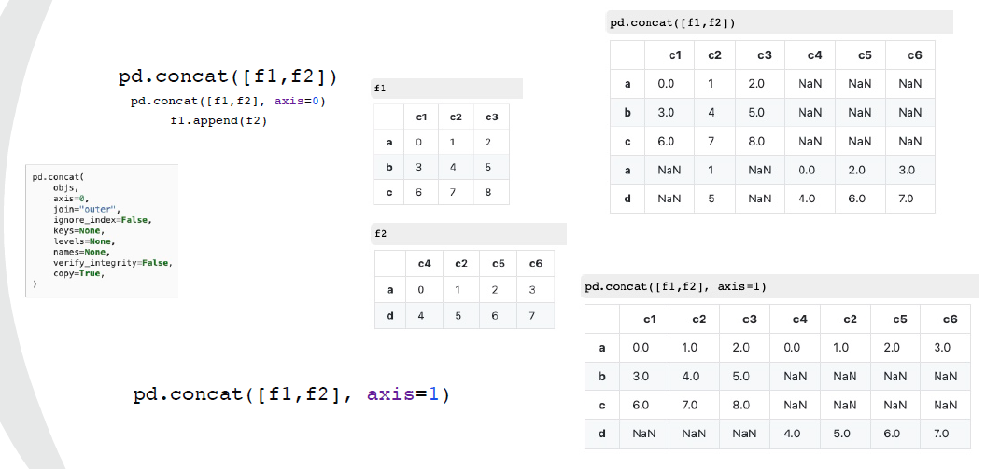 pd.concat([f1,f2])
pd.concat([f1,f2], axis=0)
f1.append(f2)
pd.concat(
objs,
axis=0,
join="outer",
ignore_index=False,
keys=None,
levels=None,
names=None,
verify_integrity=False,
copy=True,
)
f1
c1 c2 c3
a 0 1 2
b 3 4 5
c 6 7 8
f2
c4 c2 c5 c6
a 0 1 2 3
d 4 5 6 7
pd.concat([f1,f2], axis=1)
pd.concat([f1,f2])
c1 c2 c3 c4 c5 c6
a 0.0 1 2.0 NaN NaN NaN
b 3.0 4 5.0 NaN NaN NaN
c 6.0 7 8.0 NaN NaN NaN
a NaN 1 NaN 0.0 2.0 3.0
d NaN 5 NaN 4.0 6.0 7.0
pd.concat([f1,f2], axis=1)
c1 c2 c3 c4 c2 c5 c6
a 0.0 1.0 2.0 0.0 1.0 2.0 3.0
b 3.0 4.0 5.0 NaN NaN NaN NaN
c 6.0 7.0 8.0 NaN NaN NaN NaN
d NaN NaN NaN 4.0 5.0 6.0 7.0